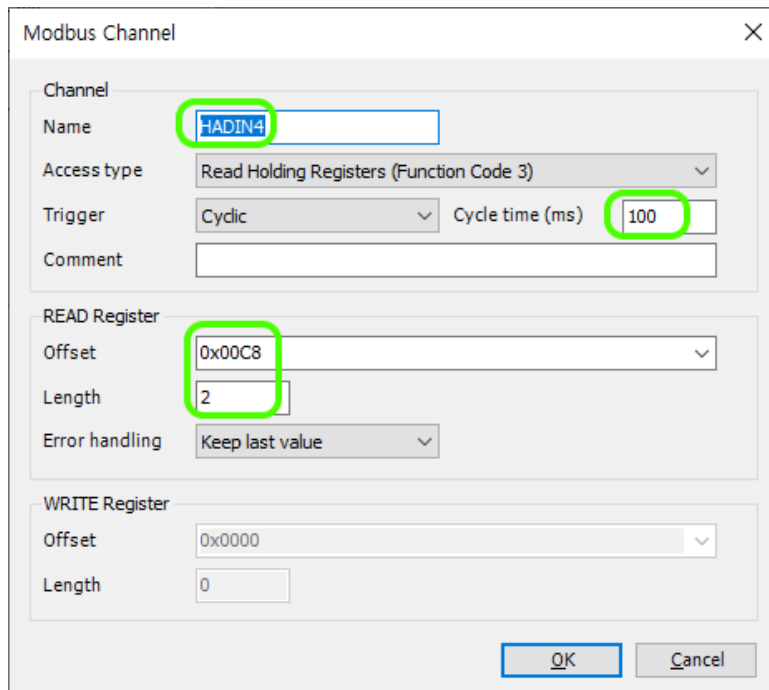 Modbus Channel
Channel
Name HADIN4
Access type Read Holding Registers (Function Code 3)
Trigger Cyclic Cycle time (ms) 100
Comment
READ Register
Offset 0x00C8
Length 2
Error handling Keep last value
WRITE Register
Offset 0x0000
Length 0
OK Cancel